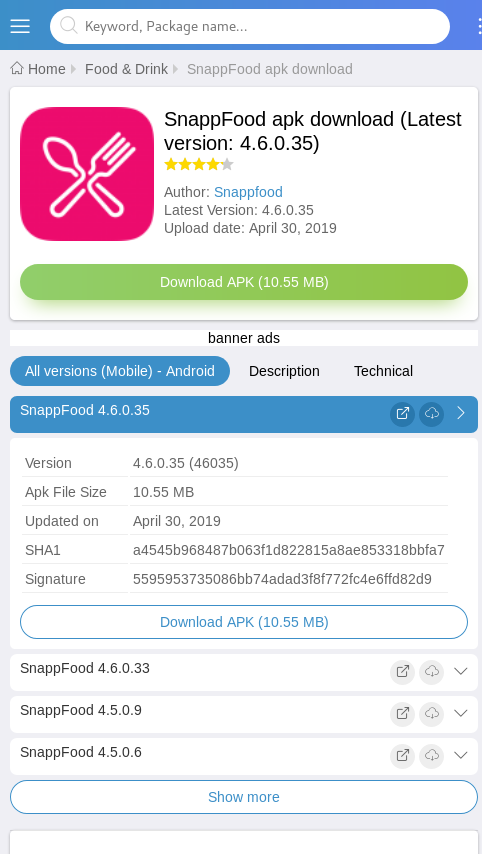 Keyword, Package name...
Home Food & Drink SnappFood apk download
SnappFood apk download (Latest
version: 4.6.0.35)
Author: Snappfood
Latest Version: 4.6.0.35
Upload date: April 30, 2019
Download APK (10.55 MB)
banner ads
All versions (Mobile) - Android Description Technical
SnappFood 4.6.0.35
Version 4.6.0.35 (46035)
Apk File Size 10.55 MB
Updated on April 30, 2019
SHA1 a4545b968487b063f1d822815a8ae853318bbfa7
Signature 5595953735086bb74adad3f8f772fc4e6ffd82d9
Download APK (10.55 MB)
SnappFood 4.6.0.33
SnappFood 4.5.0.9
SnappFood 4.5.0.6
Show more